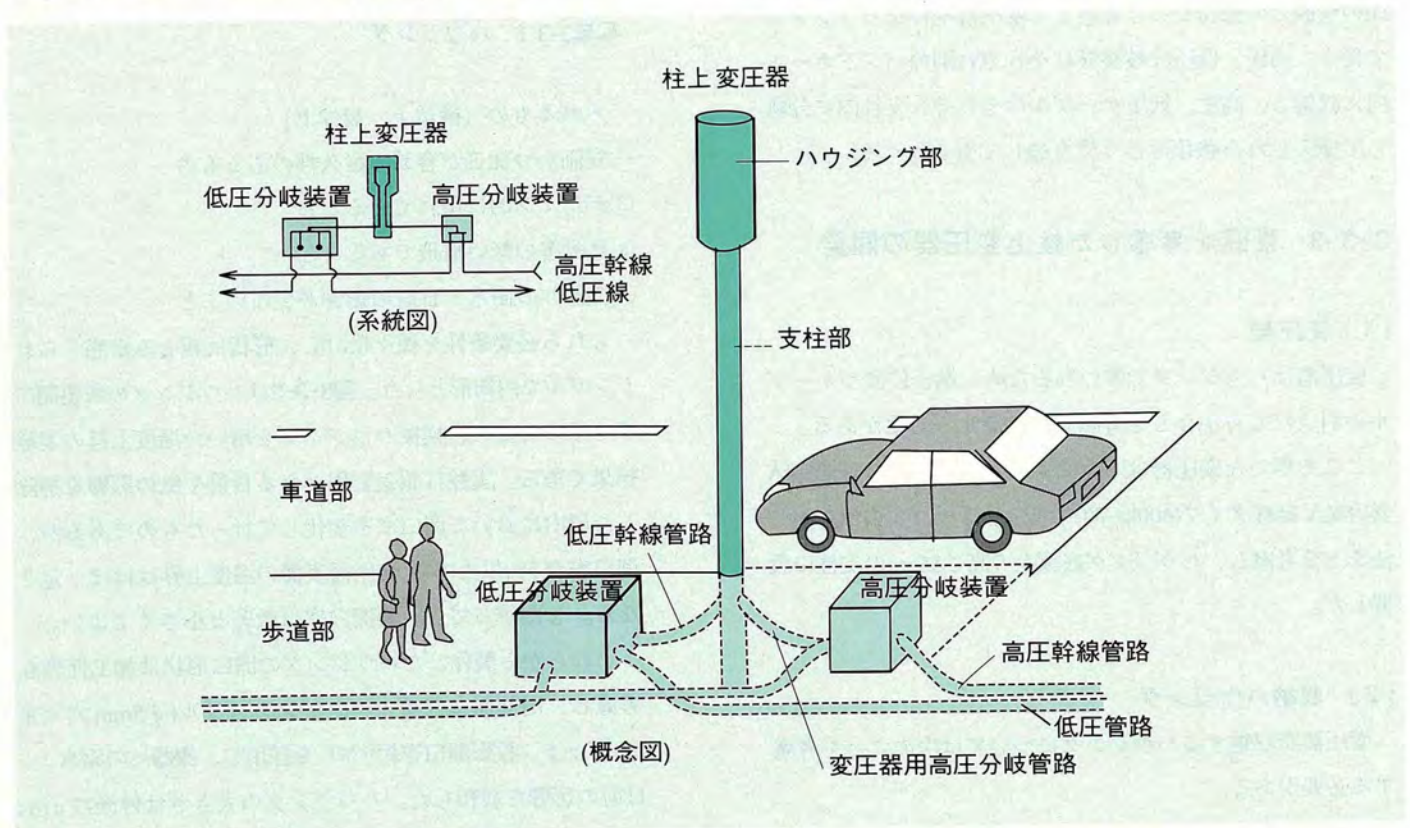 柱上変圧器
ハウジング部
支柱部
柱上変圧器
低圧分岐装置
高圧分岐装置
高圧幹線
低圧線
(系統図)
車道部
歩道部
低圧幹線管路
低圧分岐装置
高圧分岐装置
高圧幹線管路
低圧管路
変圧器用高圧分岐管路
(概念図)